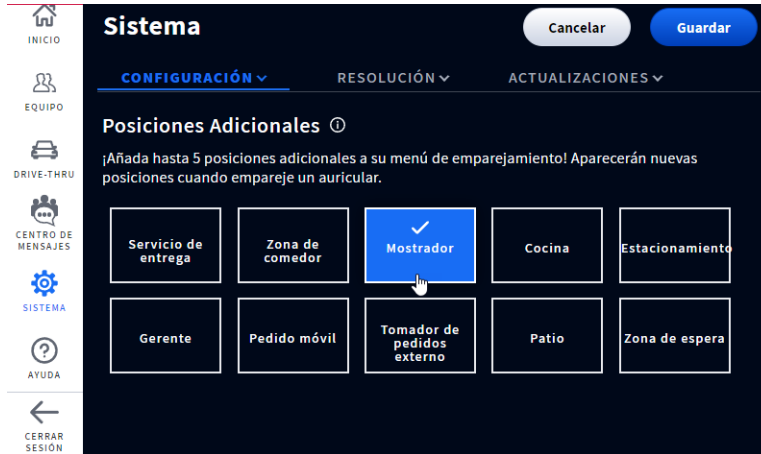 INICIO
EQUIPO
DRIVE-THRU
CENTRO DE
MENSAJES
SISTEMA
AYUDA
CERRAR
SESIÓN
Sistema
Cancelar
Guardar
CONFIGURACIÓN
RESOLUCIÓN
ACTUALIZACIONES
Posiciones Adicionales
¡Añada hasta 5 posiciones adicionales a su menú de emparejamiento! Aparecerán nuevas
posiciones cuando empareje un auricular.
Servicio de
entrega
Zona de
comedor
Mostrador
Cocina
Estacionamiento
Gerente
Pedido móvil
Tomador de
pedidos
externo
Patio
Zona de espera